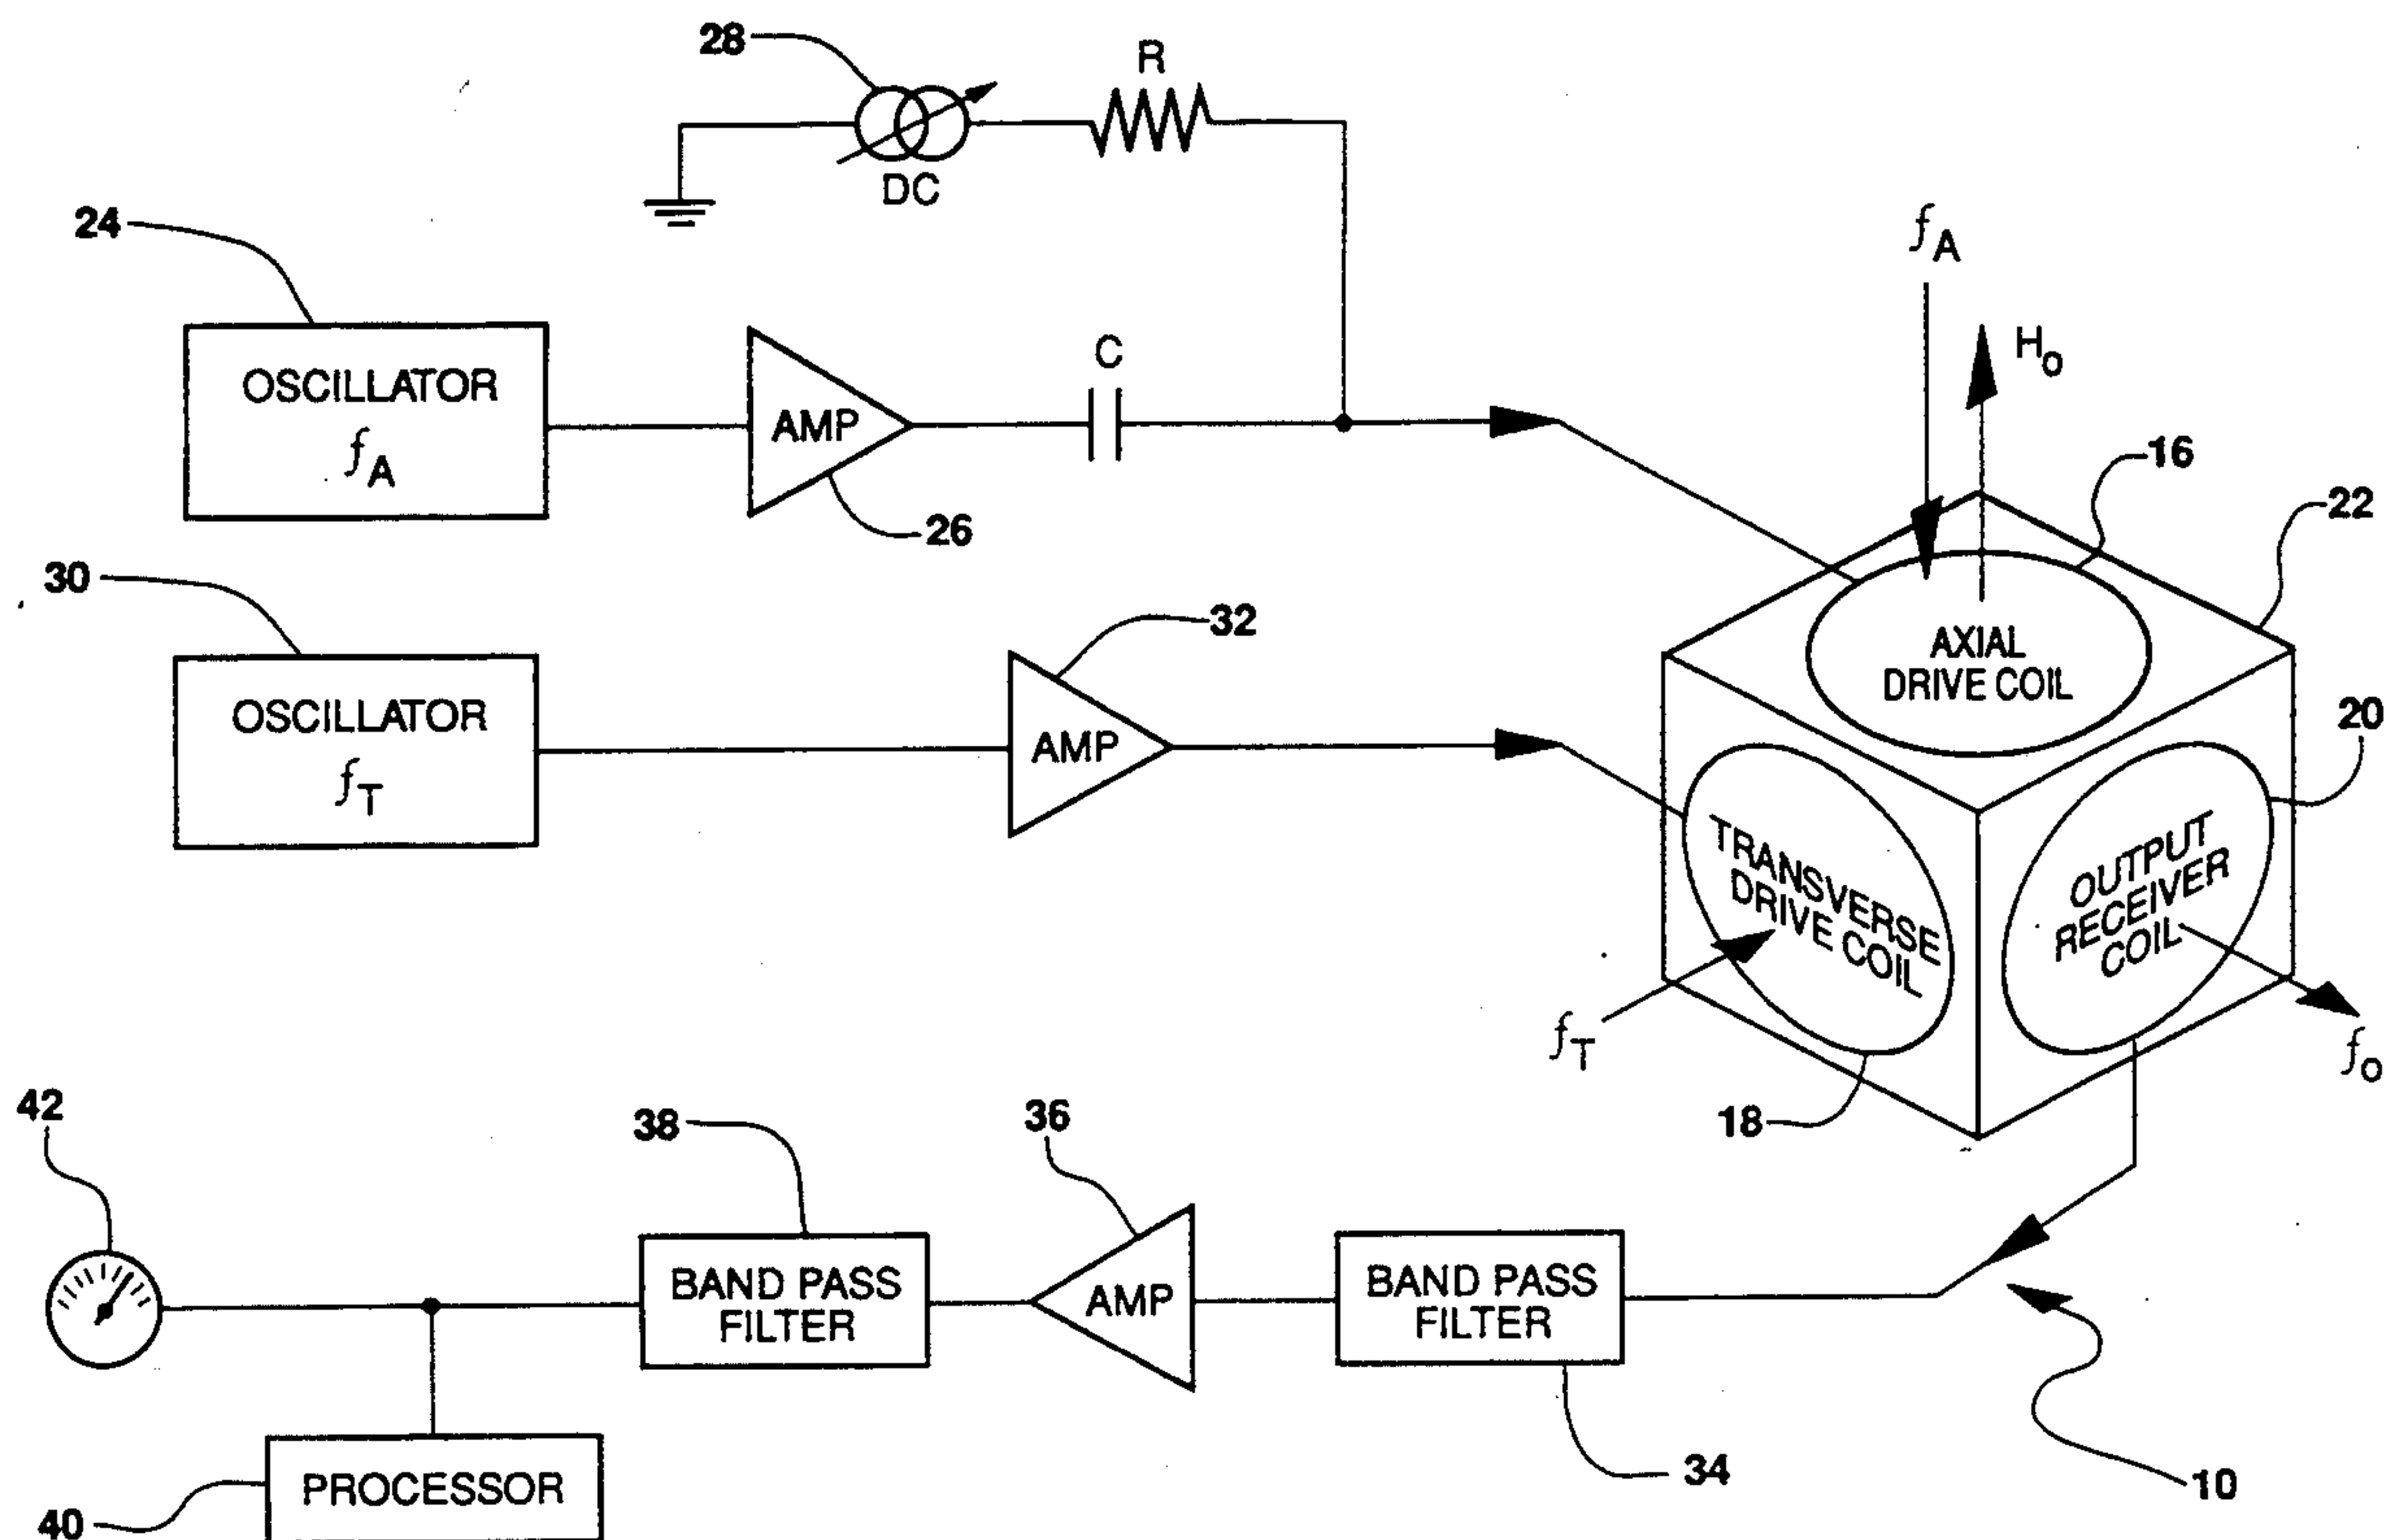 28
R
DC
24
OSCILLATOR
fA
AMP
C
26
fA
Ho
16
22
30
OSCILLATOR
fT
32
AMP
AXIAL
DRIVE COIL
20
TRANSVERSE
DRIVE COIL
OUTPUT
RECEIVER
COIL
fT
fo
18
42
38
36
BAND PASS
FILTER
AMP
BAND PASS
FILTER
34
10
PROCESSOR
40